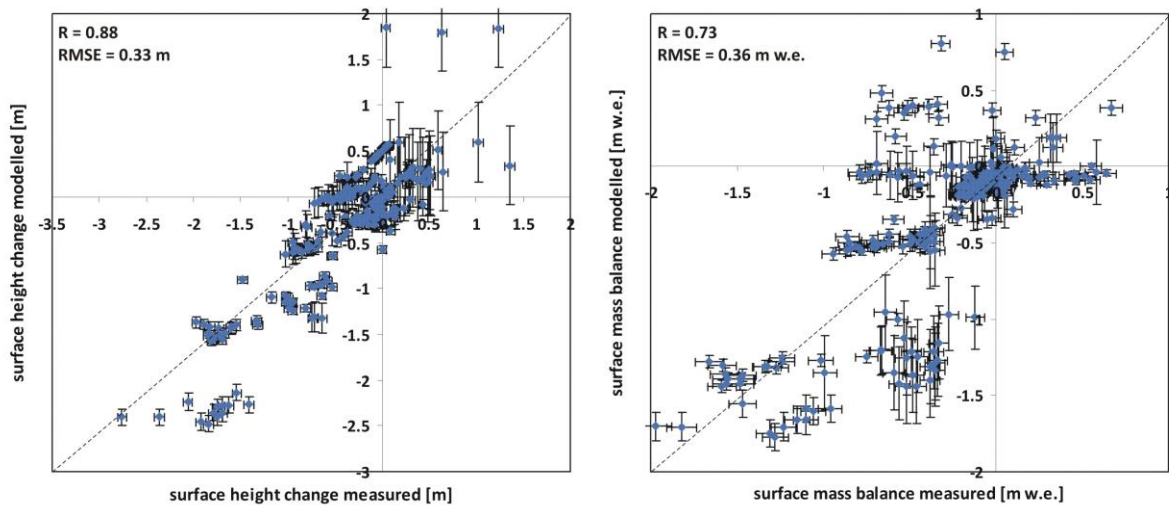 R = 0.88
RMSE = 0.33 m
surface height change modelled [m]
2
1.5
1
0.5
0
-3.5 -3 -2.5 -2 -1.5 -1 -0.5 0 0.5 1 1.5 2
-0.5
-1
-1.5
-2
-2.5
-3
surface height change measured [m]
R = 0.73
RMSE = 0.36 m w.e.
surface mass balance modelled [m w.e.]
1
0.5
0
-2 -1.5 -1 -0.5 0 0.5 1
-0.5
-1
-1.5
-2
surface mass balance measured [m w.e.]